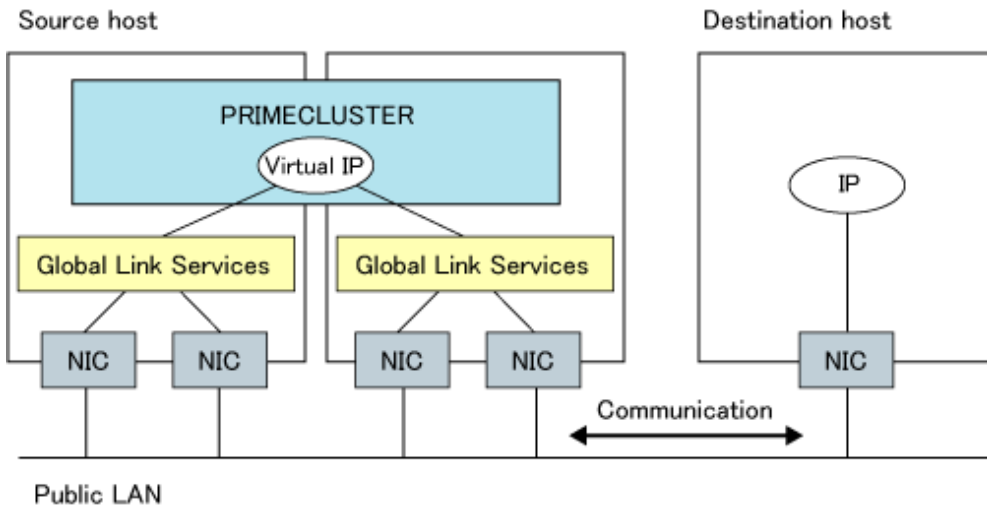 Source host
Destination host
PRIMECLUSTER
Virtual IP
IP
Global Link Services
Global Link Services
NIC
NIC
NIC
NIC
NIC
Communication
Public LAN